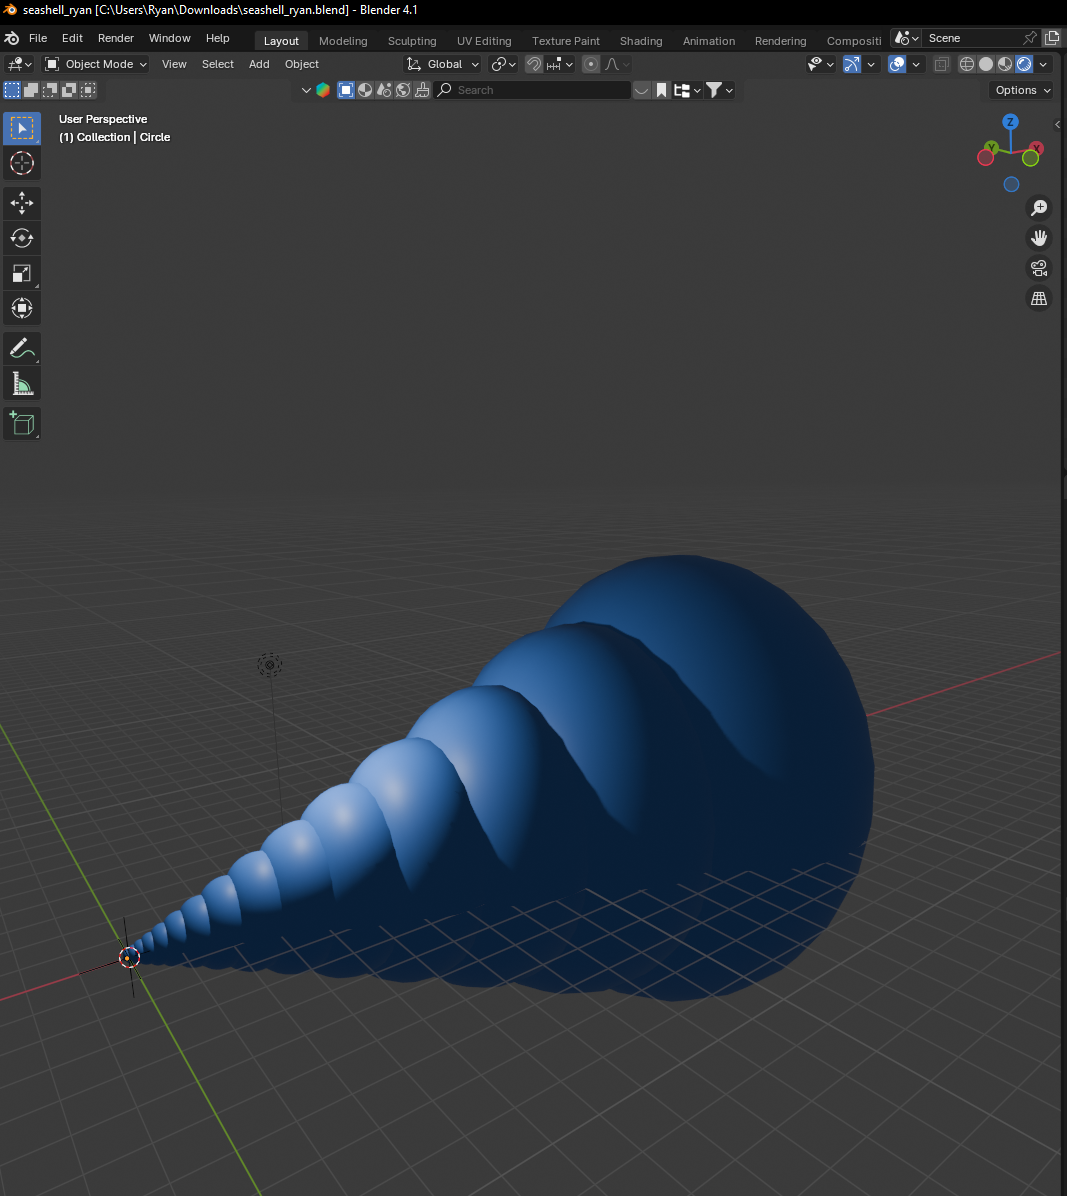 seashell_ryan [C:\Users\Ryan\Downloads\seashell_ryan.blend] - Blender 4.1
File Edit Render Window Help Layout Modeling Sculpting UV Editing Texture Paint Shading Animation Rendering Compositi Scene
Object Mode View Select Add Object Global
Search Options
User Perspective
(1) Collection | Circle
Z
Y X